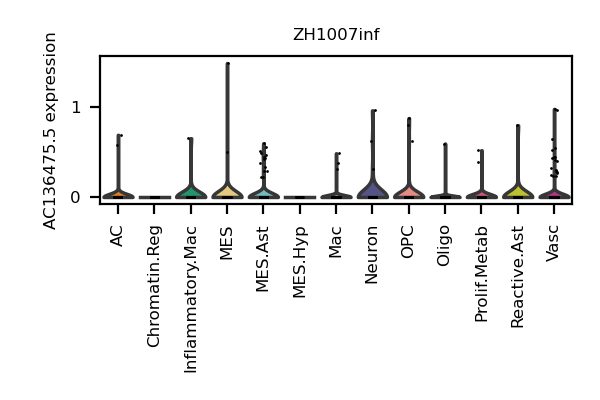 ZH1007inf
AC136475.5 expression
1
0
AC
Chromatin.Reg
Inflammatory.Mac
MES
MES.Ast
MES.Hyp
Mac
Neuron
OPC
Oligo
Prolif.Metab
Reactive.Ast
Vasc